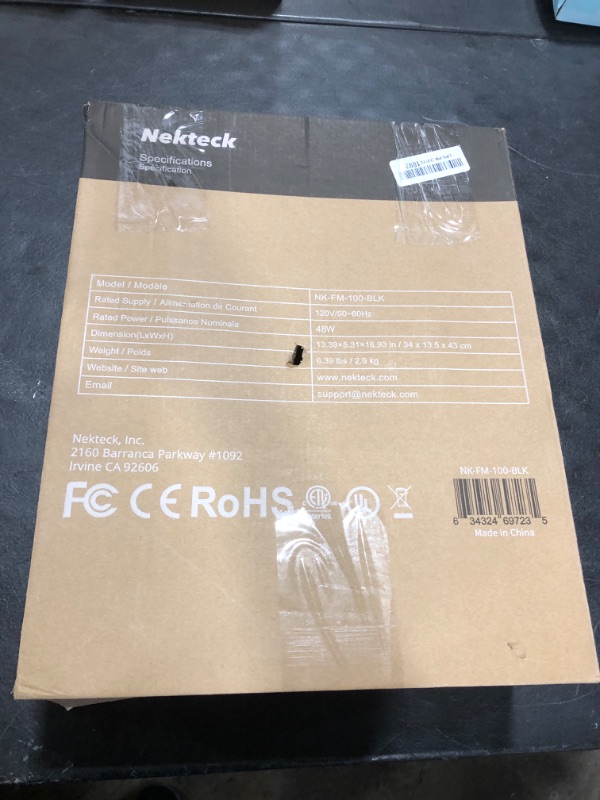 Nekteck
Specifications
Spécification
Model / Modèle NK-FM-100-BLK
Rated Supply / Alimentation de Courant 120V/50~60Hz
Rated Power / Puissance Nominale 48W
Dimension(LxWxH) 13.39×5.31×16.93 in / 34 x 13.5 x 43 cm
Weight / Poids 6.39 lbs / 2.9 kg
Website / Site web www.nekteck.com
Email support@nekteck.com
Nekteck, Inc.
2160 Barranca Parkway #1092
Irvine CA 92606
FC CE RoHS ETL Intertek UL
NK-FM-100-BLK
6 34324 69723 5
Made in China